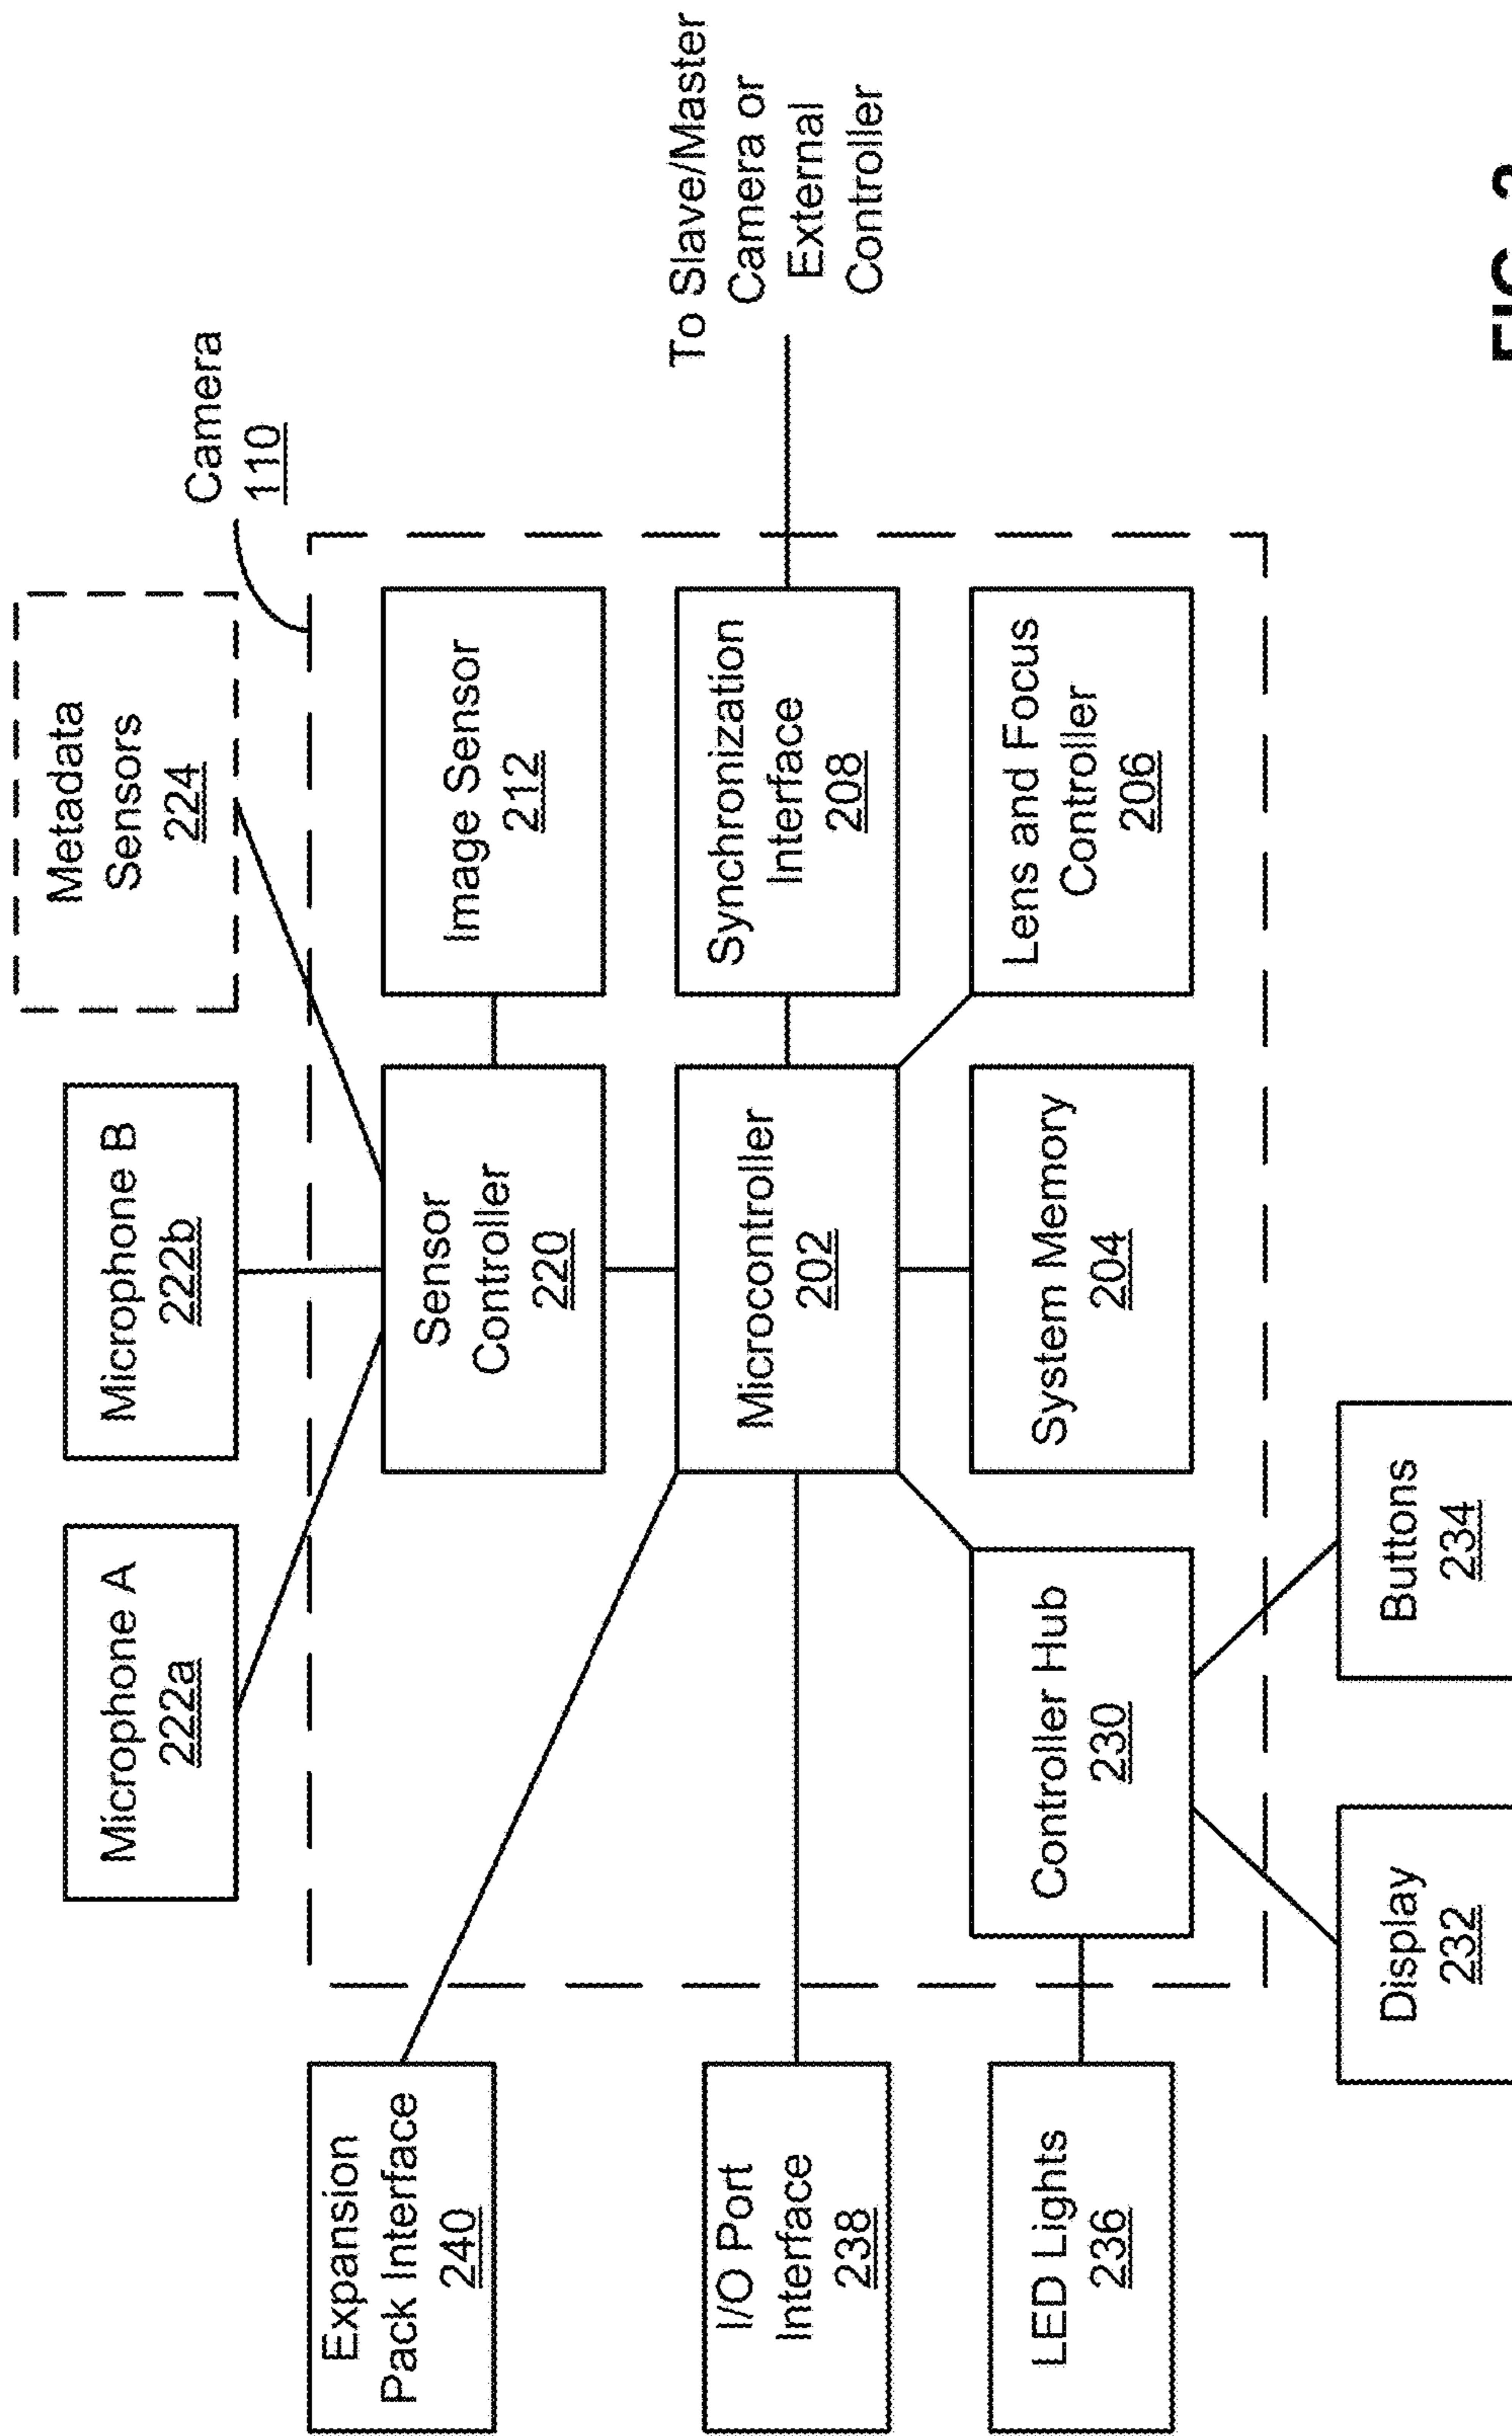 Microphone A
222a
Microphone B
222b
Metadata
Sensors
224
Camera
110
Expansion
Pack Interface
240
Sensor
Controller
220
Image Sensor
212
I/O Port
Interface
238
Microcontroller
202
Synchronization
Interface
208
To Slave/Master
Camera or
External
Controller
LED Lights
236
Controller Hub
230
System Memory
204
Lens and Focus
Controller
206
Display
232
Buttons
234
FIG.